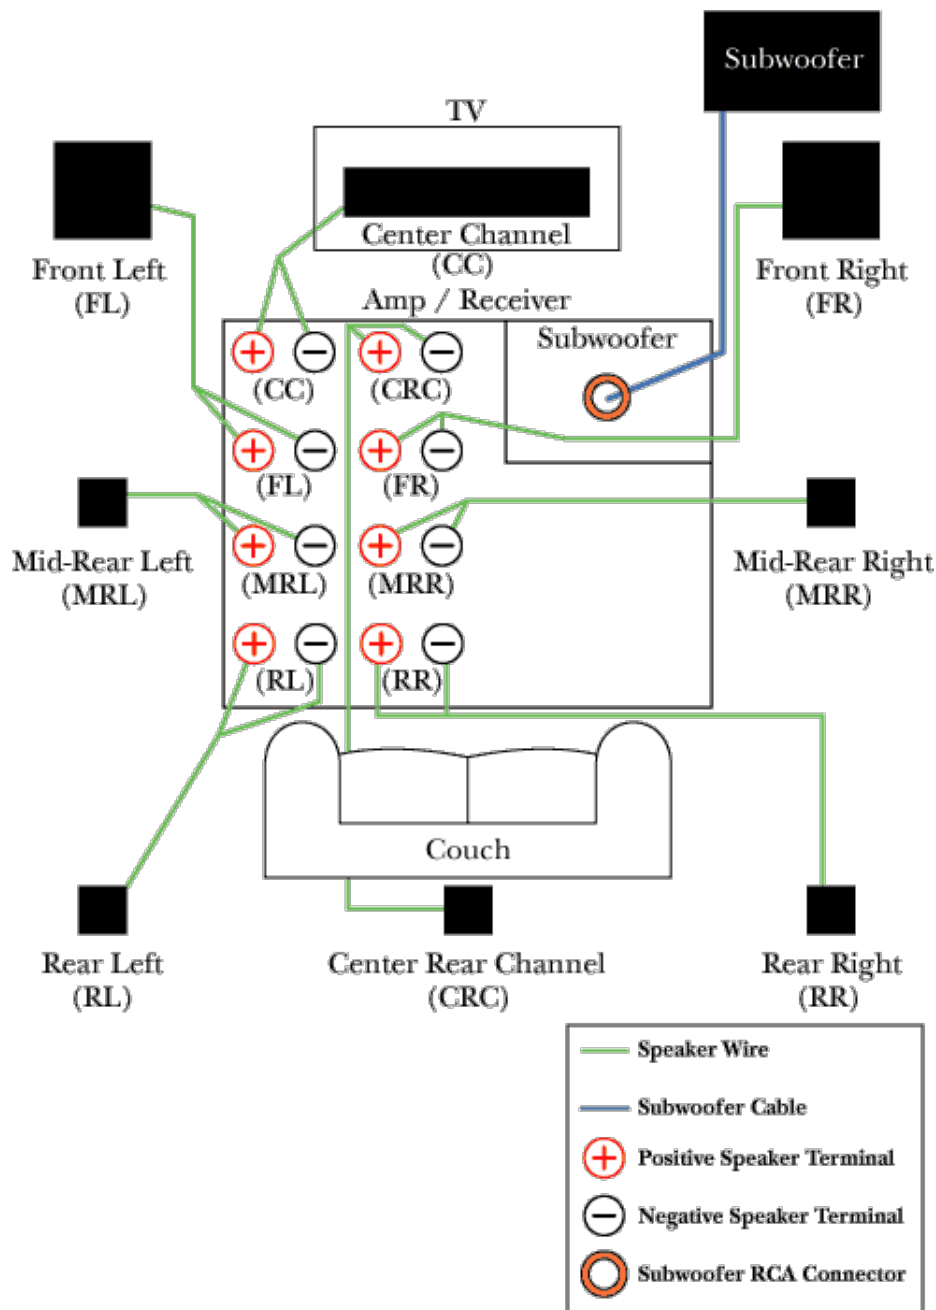 Subwoofer
TV
Center Channel
(CC)
Front Left
(FL)
Front Right
(FR)
Amp / Receiver
Subwoofer
(CC)
(CRC)
(FL)
(FR)
Mid-Rear Left
(MRL)
(MRL)
(MRR)
Mid-Rear Right
(MRR)
(RL)
(RR)
Couch
Rear Left
(RL)
Center Rear Channel
(CRC)
Rear Right
(RR)
Speaker Wire
Subwoofer Cable
Positive Speaker Terminal
Negative Speaker Terminal
Subwoofer RCA Connector